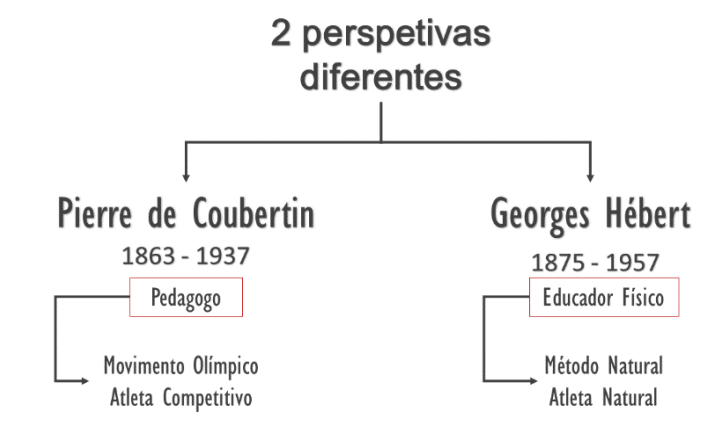 2 perspetivas
diferentes
Pierre de Coubertin
1863 - 1937
Pedagogo
Movimento Olímpico
Atleta Competitivo
Georges Hébert
1875 - 1957
Educador Físico
Método Natural
Atleta Natural